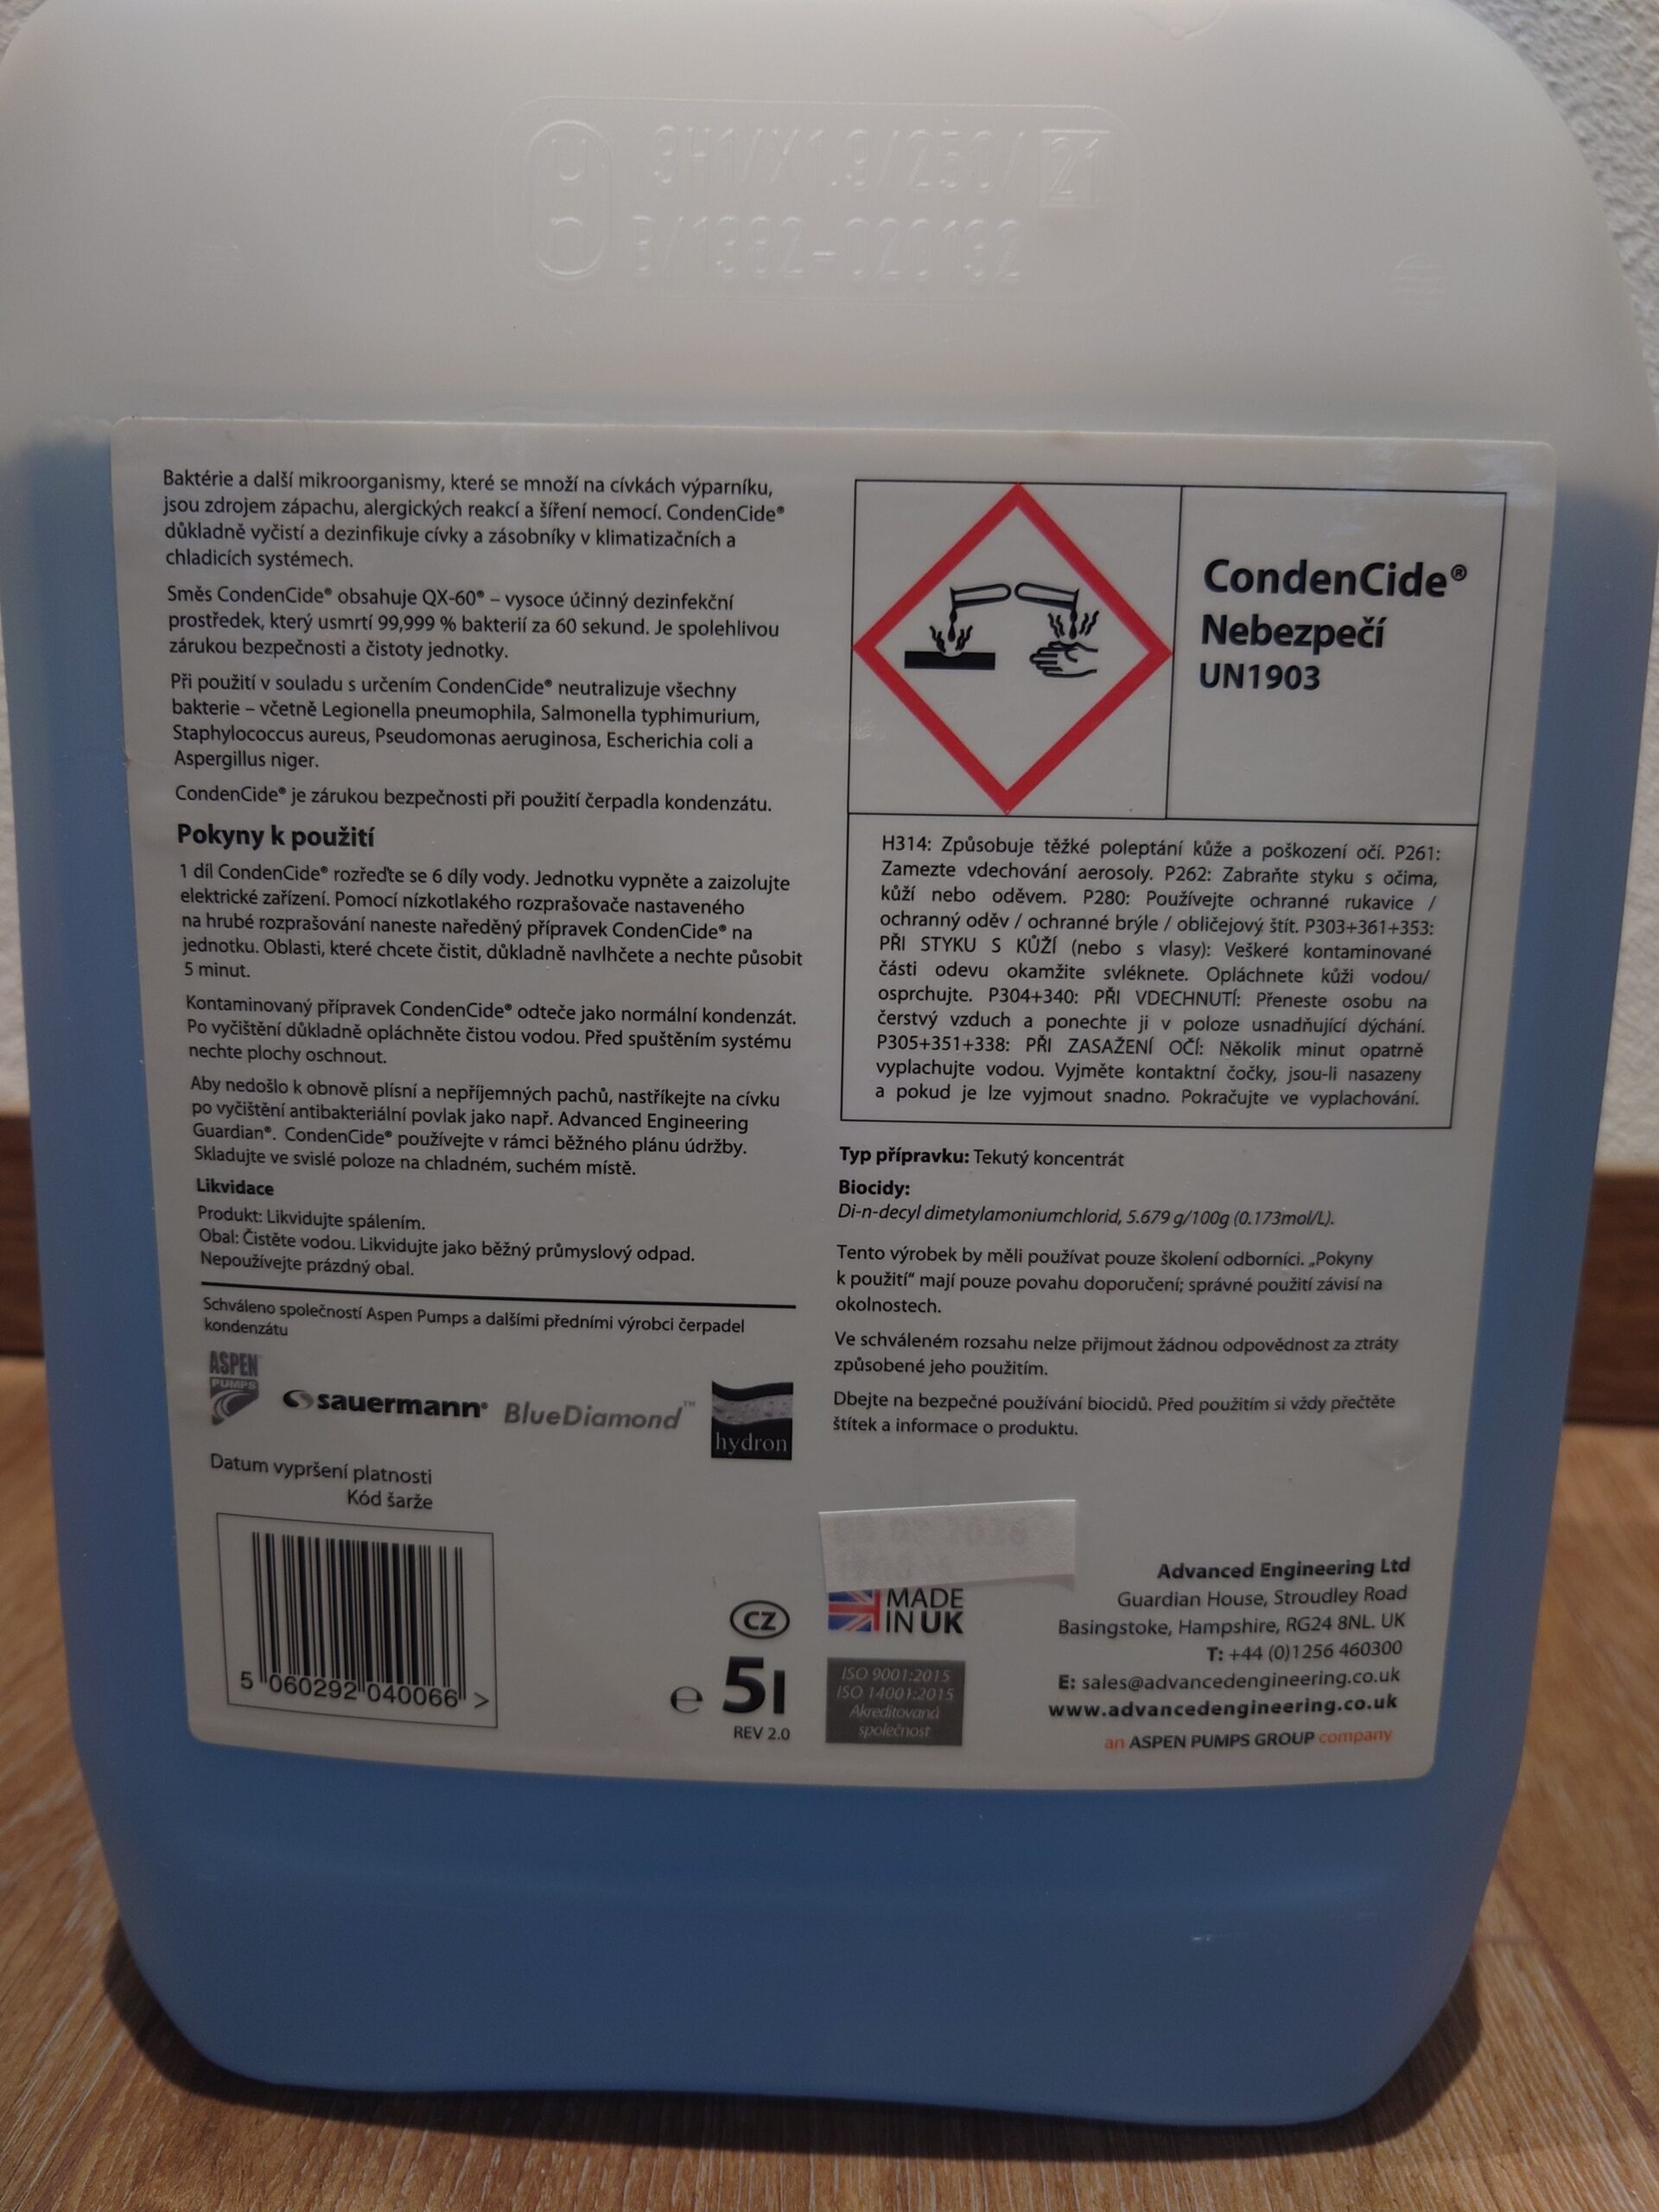 3H1/X1.9/250/21
Baktérie a další mikroorganismy, které se množí na cívkách výparníku,
jsou zdrojem zápachu, alergických reakcí a šíření nemocí. CondenCide®
důkladně vyčistí a dezinfikuje cívky a zásobníky v klimatizačních a
chladicích systémech.
Směs CondenCide® obsahuje QX-60® – vysoce účinný dezinfekční
prostředek, který usmrtí 99,999 % bakterií za 60 sekund. Je spolehlivou
zárukou bezpečnosti a čistoty jednotky.
Při použití v souladu s určením CondenCide® neutralizuje všechny
bakterie – včetně Legionella pneumophila, Salmonella typhimurium,
Staphylococcus aureus, Pseudomonas aeruginosa, Escherichia coli a
Aspergillus niger.
CondenCide® je zárukou bezpečnosti při použití čerpadla kondenzátu.
Pokyny k použití
1 díl CondenCide® rozřeďte se 6 díly vody. Jednotku vypněte a zaizolujte
elektrické zařízení. Pomocí nízkotlakého rozprašovače nastaveného
na hrubé rozprašování naneste naředěný přípravek CondenCide® na
jednotku. Oblasti, které chcete čistit, důkladně navlhčete a nechte působit
5 minut.
Kontaminovaný přípravek CondenCide® odteče jako normální kondenzát.
Po vyčištění důkladně opláchněte čistou vodou. Před spuštěním systému
nechte plochy oschnout.
Aby nedošlo k obnově plísní a nepříjemných pachů, nastříkejte na cívku
po vyčištění antibakteriální povlak jako např. Advanced Engineering
Guardian®. CondenCide® používejte v rámci běžného plánu údržby.
Skladujte ve svislé poloze na chladném, suchém místě.
Likvidace
Produkt: Likvidujte spálením.
Obal: Čistěte vodou. Likvidujte jako běžný průmyslový odpad.
Nepoužívejte prázdný obal.
Schváleno společností Aspen Pumps a dalšími předními výrobci čerpadel
kondenzátu
ASPEN
PUMPS
sauermann®
BlueDiamond™
hydron
Datum vypršení platnosti
Kód šarže
5 060292 040066 >
CZ
e 5l
REV 2.0
CondenCide®
Nebezpečí
UN1903
H314: Způsobuje těžké poleptání kůže a poškození očí. P261:
Zamezte vdechování aerosoly. P262: Zabraňte styku s očima,
kůží nebo oděvem. P280: Používejte ochranné rukavice /
ochranný oděv / ochranné brýle / obličejový štít. P303+361+353:
PŘI STYKU S KŮŽÍ (nebo s vlasy): Veškeré kontaminované
části odevu okamžite svléknete. Opláchnete kůži vodou/
osprchujte. P304+340: PŘI VDECHNUTÍ: Přeneste osobu na
čerstvý vzduch a ponechte ji v poloze usnadňující dýchání.
P305+351+338: PŘI ZASAŽENÍ OČÍ: Několik minut opatrně
vyplachujte vodou. Vyjměte kontaktní čočky, jsou-li nasazeny
a pokud je lze vyjmout snadno. Pokračujte ve vyplachování.
Typ přípravku: Tekutý koncentrát
Biocidy:
Di-n-decyl dimetylamoniumchlorid, 5.679 g/100g (0.173mol/L).
Tento výrobek by měli používat pouze školení odborníci. „Pokyny
k použití“ mají pouze povahu doporučení; správné použití závisí na
okolnostech.
Ve schváleném rozsahu nelze přijmout žádnou odpovědnost za ztráty
způsobené jeho použitím.
Dbejte na bezpečné používání biocidů. Před použitím si vždy přečtěte
štítek a informace o produktu.
MADE
IN UK
ISO 9001:2015
ISO 14001:2015
Akreditovaná
společnost
Advanced Engineering Ltd
Guardian House, Stroudley Road
Basingstoke, Hampshire, RG24 8NL. UK
T: +44 (0)1256 460300
E: sales@advancedengineering.co.uk
www.advancedengineering.co.uk
an ASPEN PUMPS GROUP company